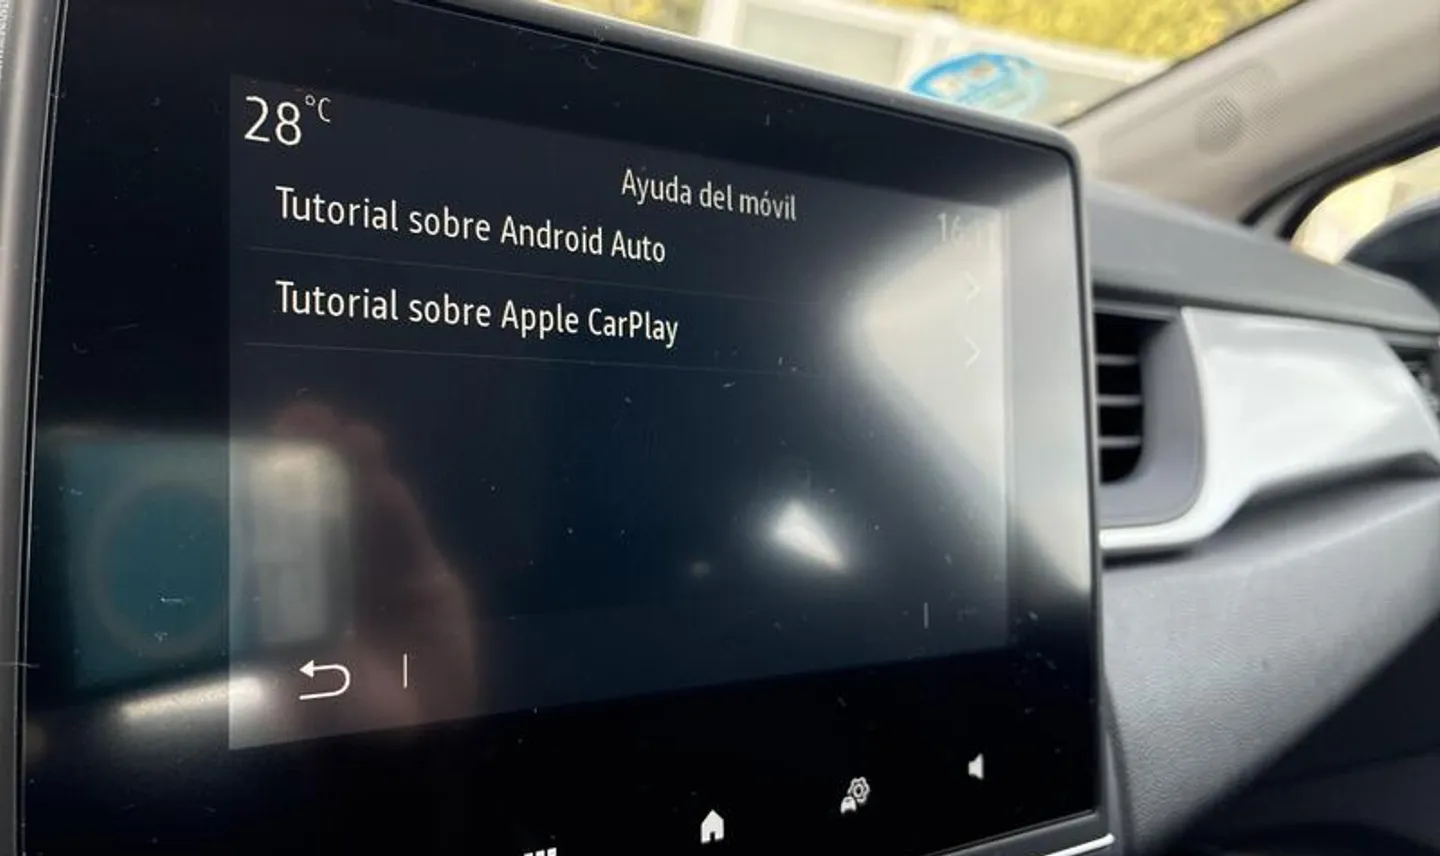 28°C
Ayuda del móvil
Tutorial sobre Android Auto
Tutorial sobre Apple CarPlay